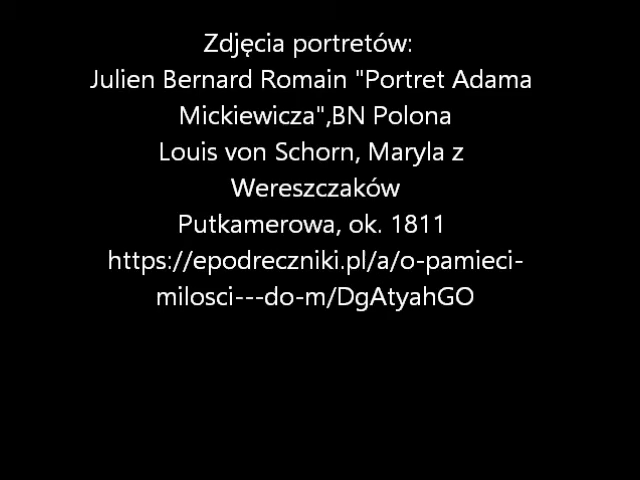 Zdjęcia portretów:
Julien Bernard Romain "Portret Adama
Mickiewicza",BN Polona
Louis von Schorn, Maryla z
Wereszczaków
Putkamerowa, ok. 1811
https://epodreczniki.pl/a/o-pamieci-
milosci---do-m/DgAtyahGO